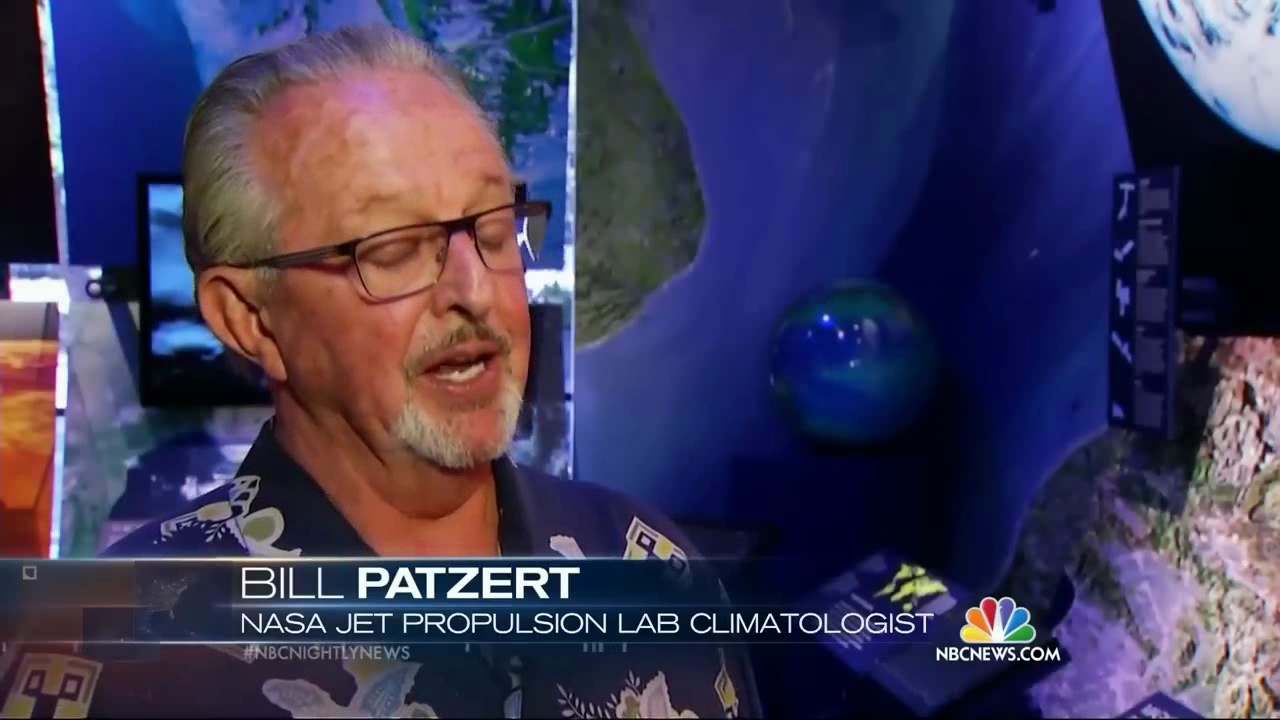 BILL PATZERT
NASA JET PROPULSION LAB CLIMATOLOGIST
#NBCNIGHTLYNEWS
NBCNEWS.COM